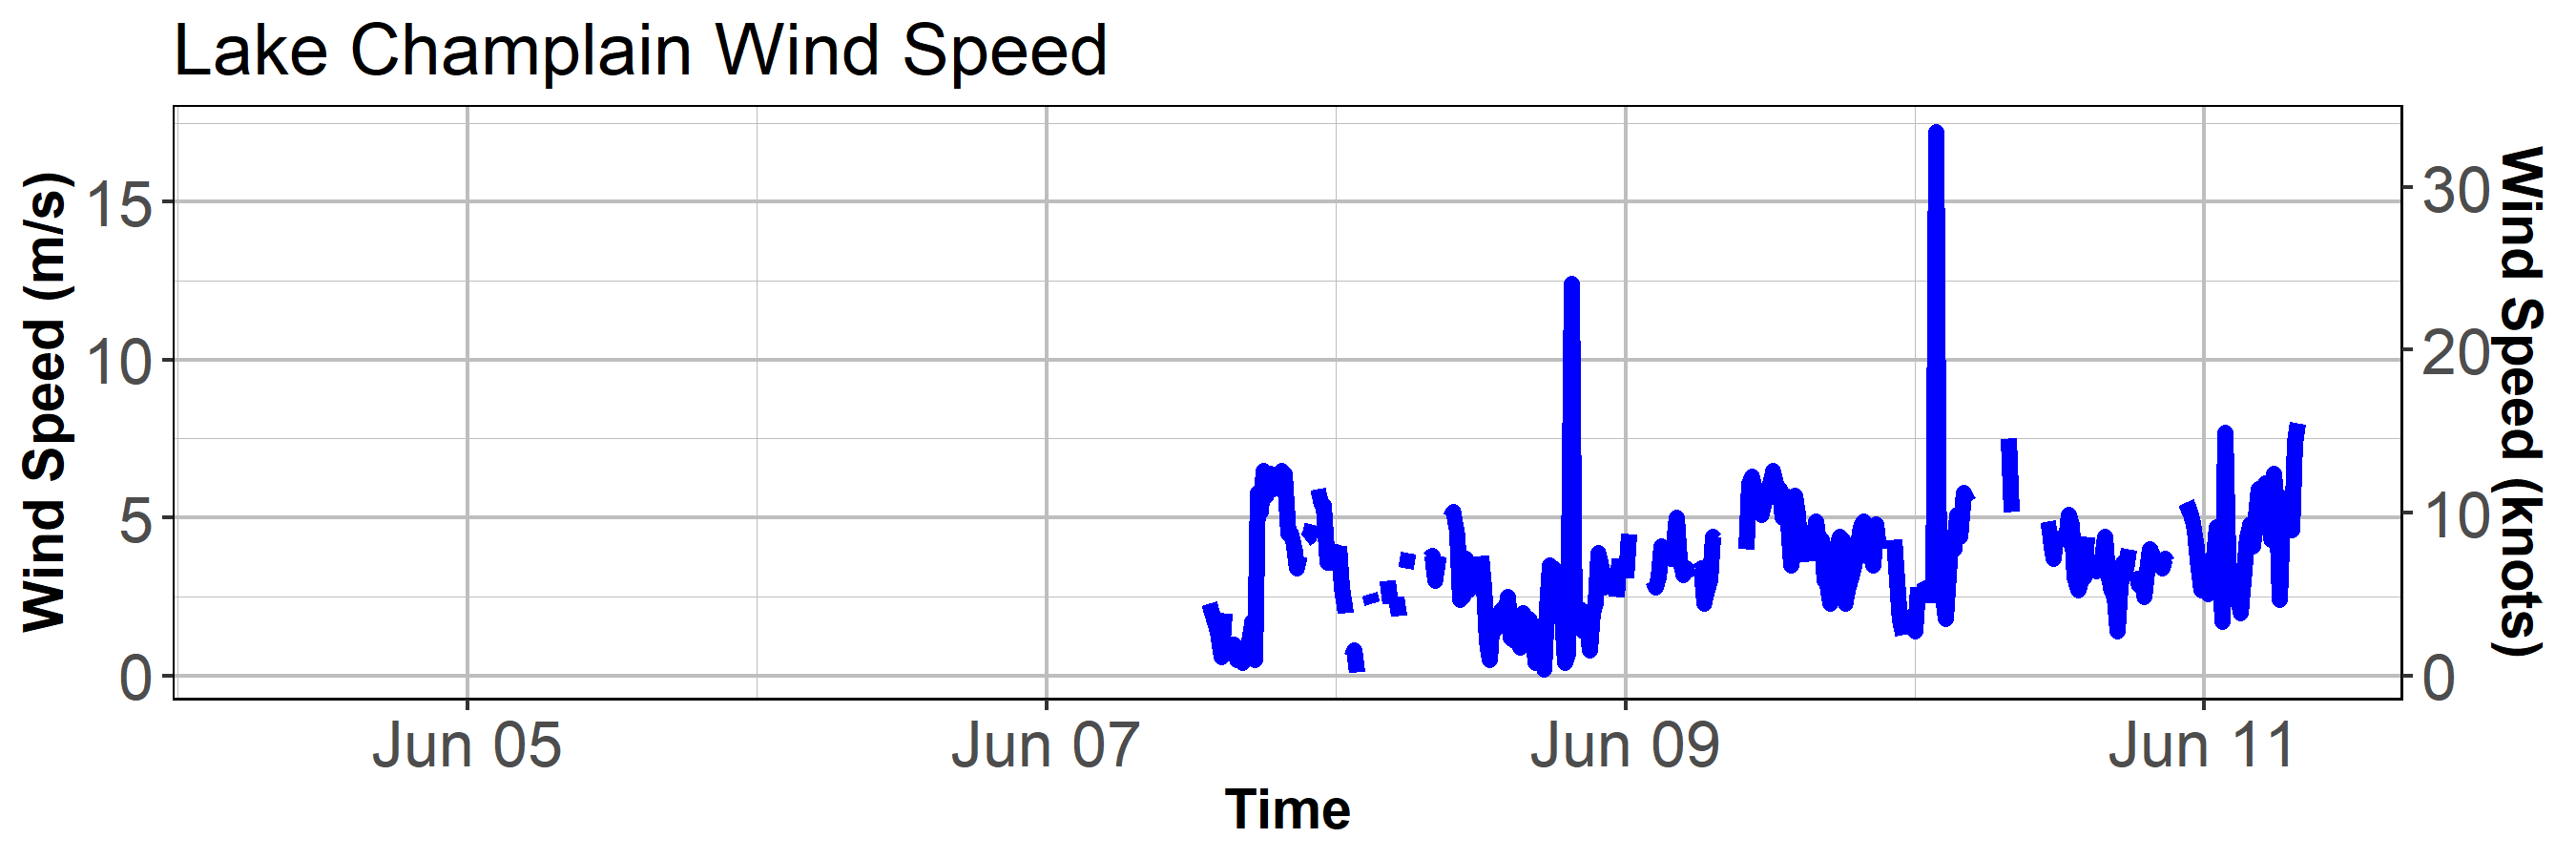 Lake Champlain Wind Speed
Wind Speed (m/s)
15
10
5
0
30
20
10
0
Wind Speed (knots)
Jun 05 Jun 07 Jun 09 Jun 11
Time